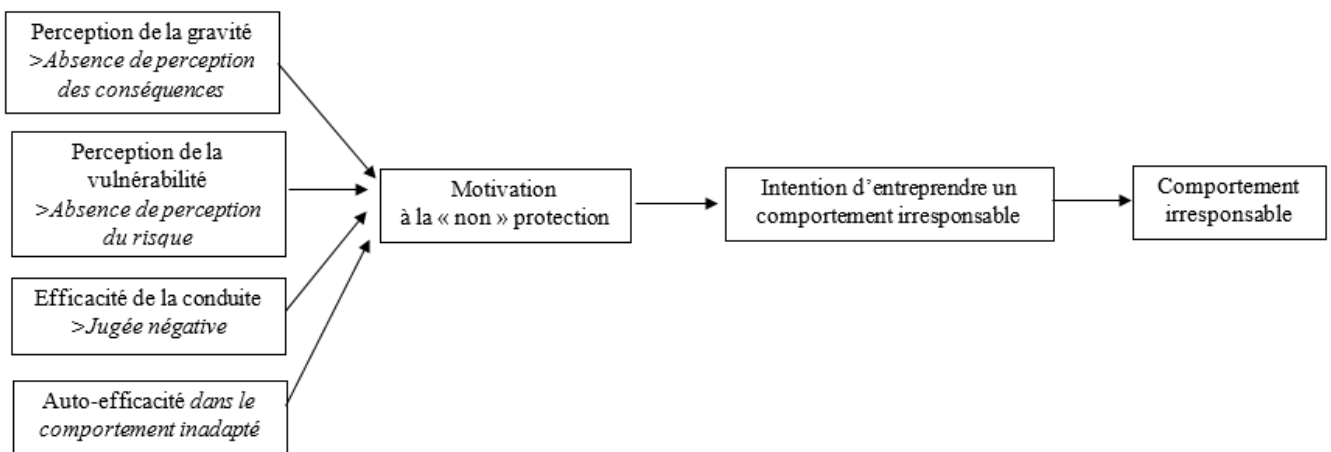 Perception de la gravité
>Absence de perception
des conséquences
Perception de la
vulnérabilité
>Absence de perception
du risque
Efficacité de la conduite
>Jugée négative
Auto-efficacité dans le
comportement inadapté
Motivation
à la « non » protection
Intention d’entreprendre un
comportement irresponsable
Comportement
irresponsable